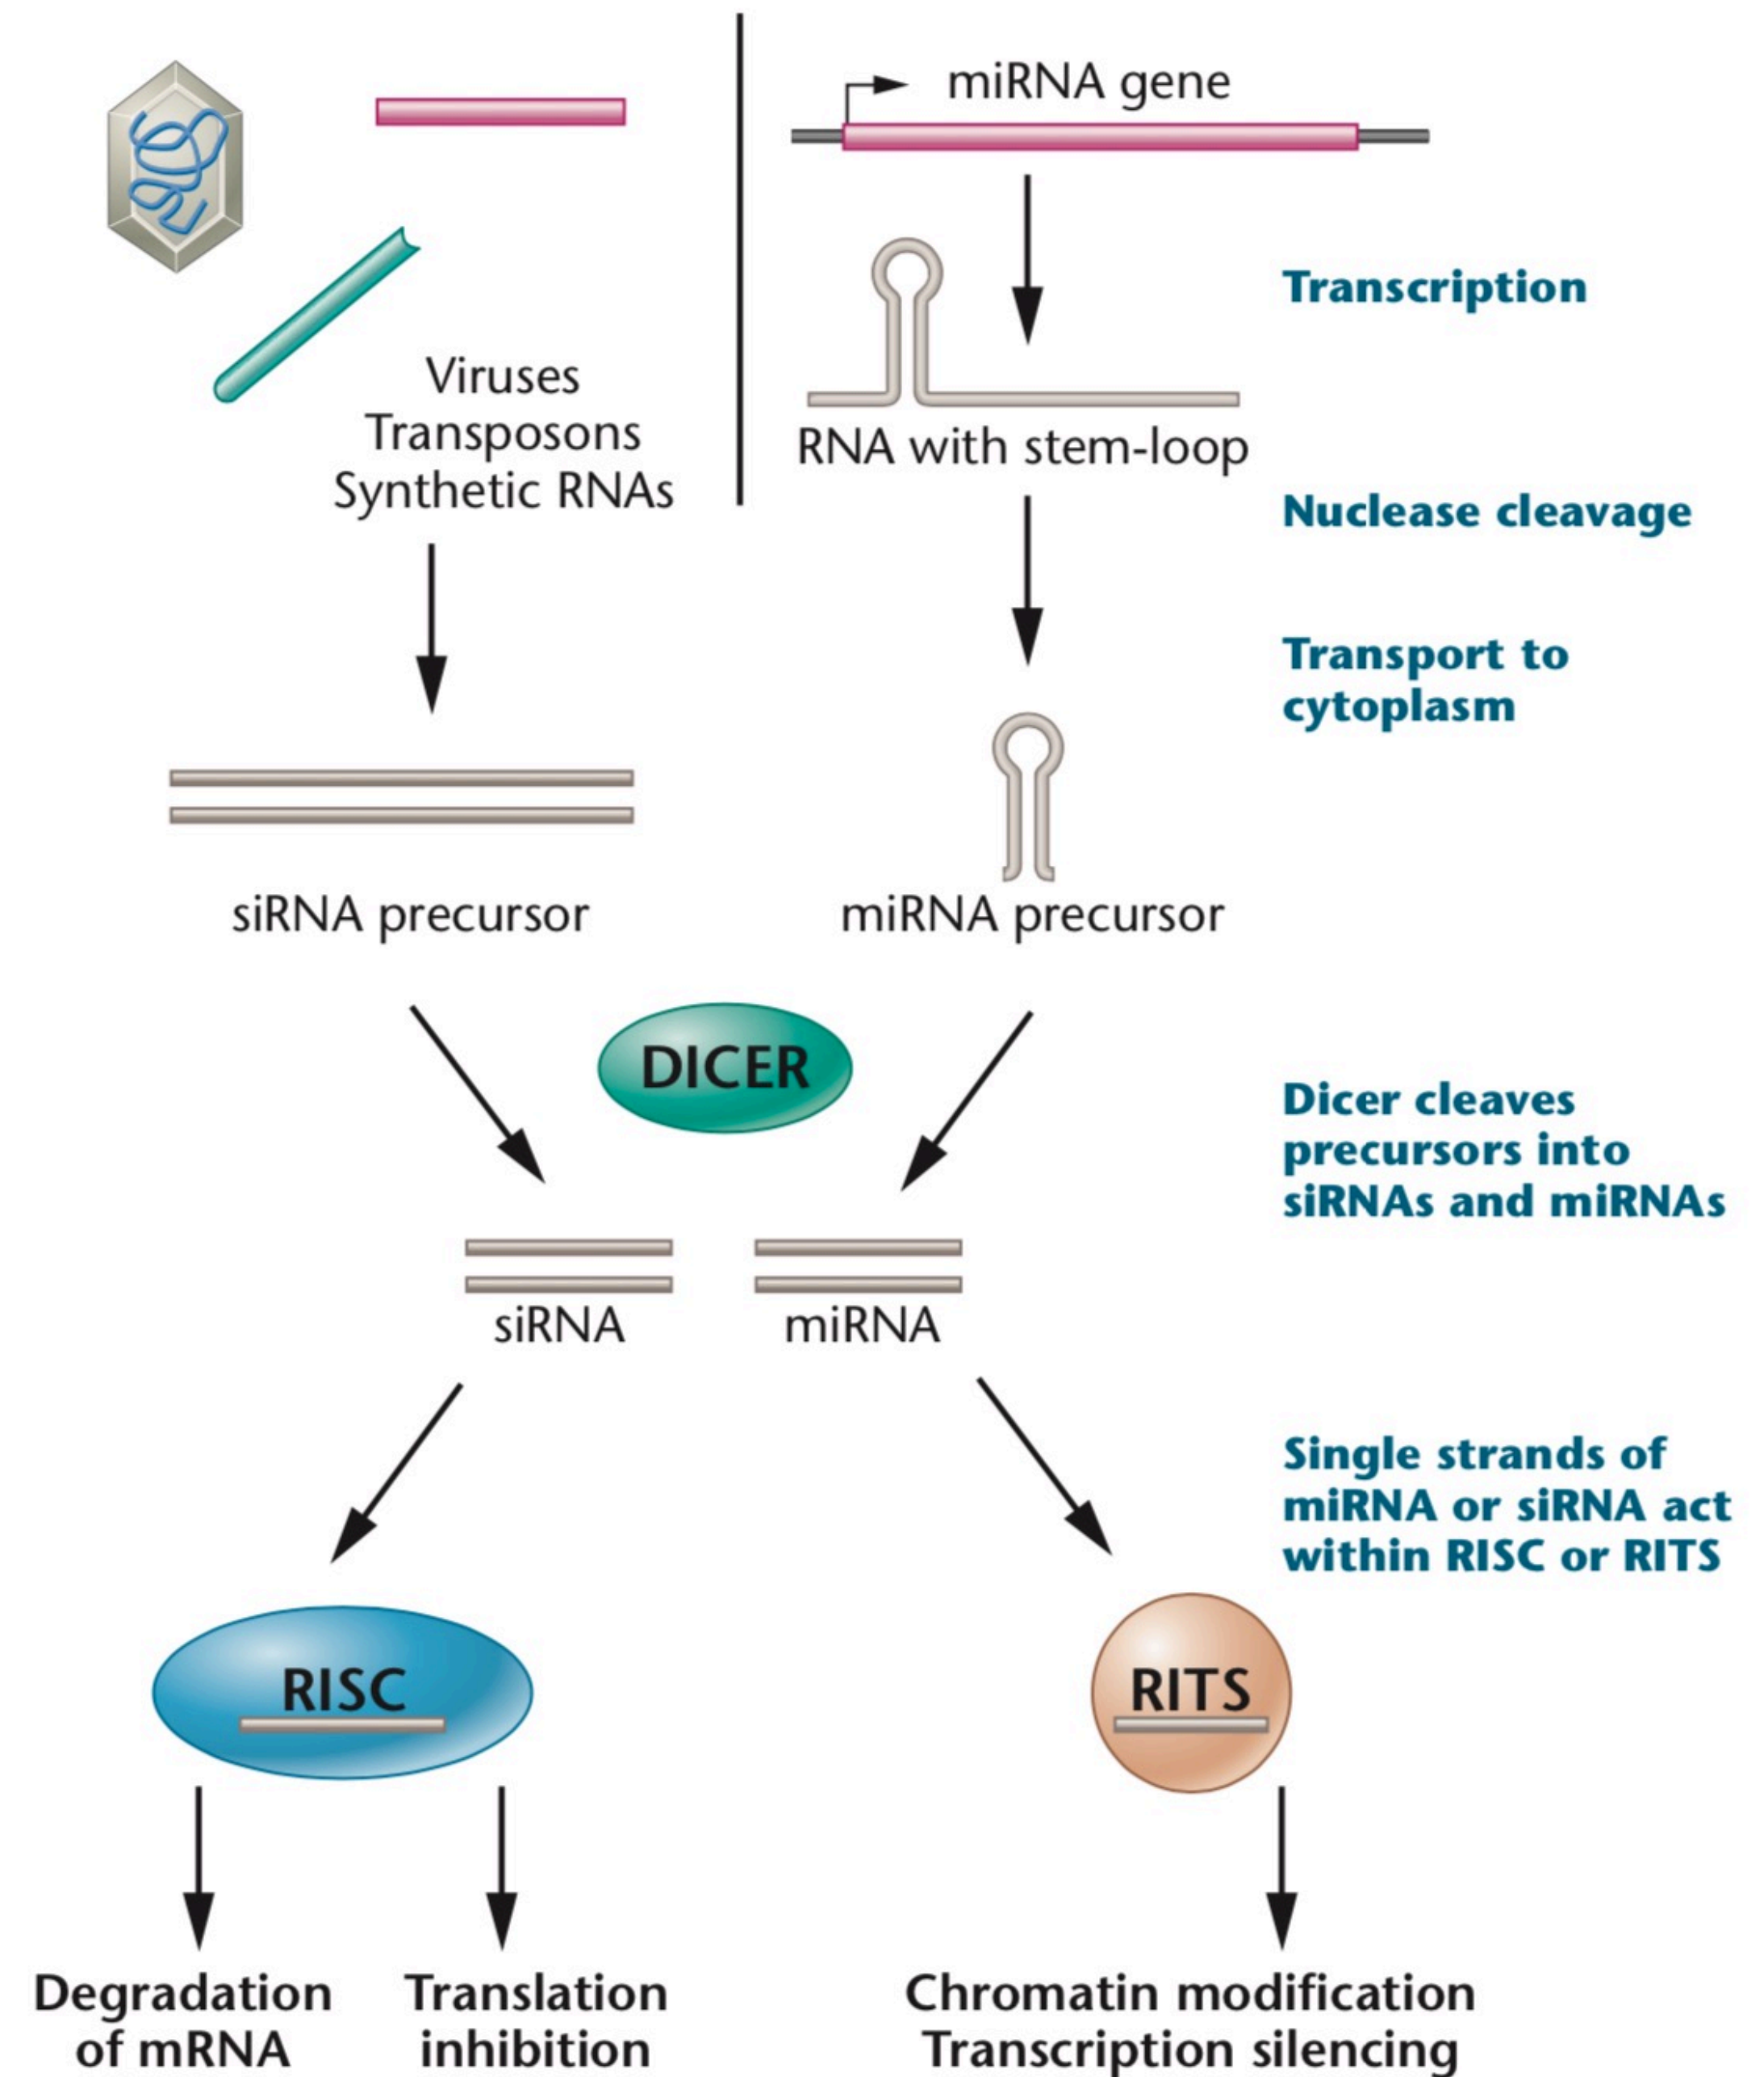 miRNA gene
Transcription
Viruses
Transposons
Synthetic RNAs
RNA with stem-loop
Nuclease cleavage
Transport to
cytoplasm
siRNA precursor
miRNA precursor
DICER
Dicer cleaves
precursors into
siRNAs and miRNAs
siRNA
miRNA
Single strands of
miRNA or siRNA act
within RISC or RITS
RISC
RITS
Degradation
of mRNA
Translation
inhibition
Chromatin modification
Transcription silencing